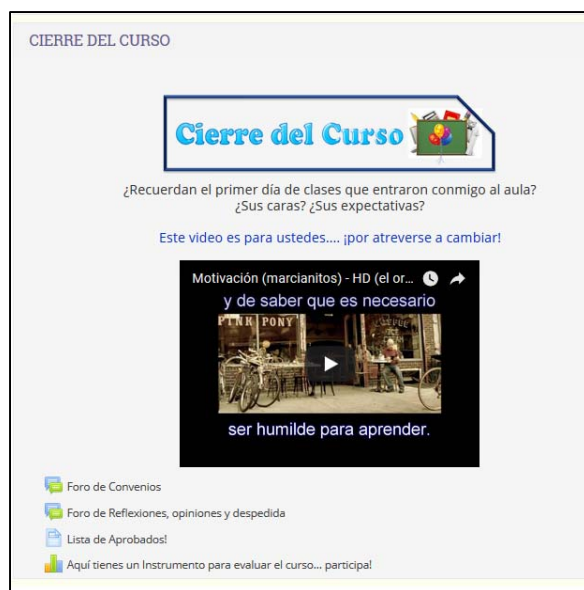 CIERRE DEL CURSO
Cierre del Curso
¿Recuerdan el primer día de clases que entraron conmigo al aula?
¿Sus caras? ¿Sus expectativas?
Este video es para ustedes.... ¡por atreverse a cambiar!
Motivación (marcianitos) - HD (el or...
y de saber que es necesario
PINK PONY
ser humilde para aprender.
Foro de Convenios
Foro de Reflexiones, opiniones y despedida
Lista de Aprobados!
Aquí tienes un Instrumento para evaluar el curso... participa!